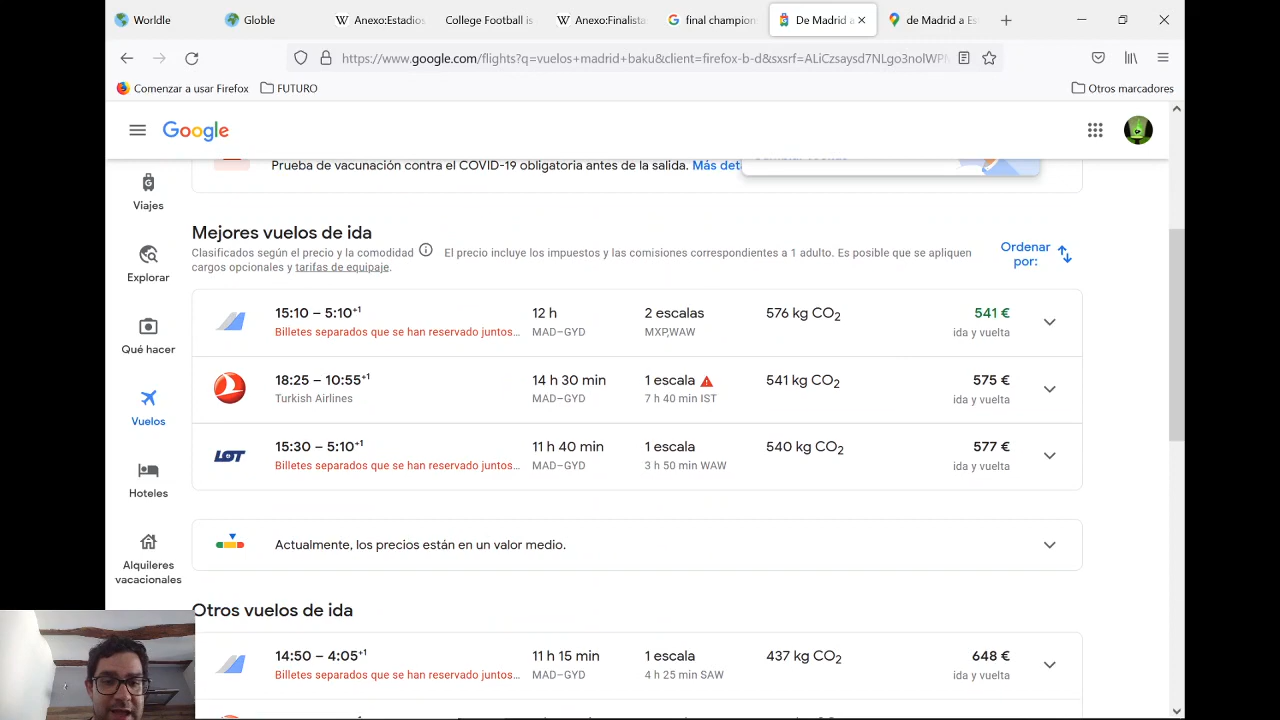 Worldle
Globle
Anexo:Estadios
College Football is
Anexo:Finalista
final champion
De Madrid a
de Madrid a Es
https://www.google.com/flights?q=vuelos+madrid+baku&client=firefox-b-d&sxsrf=ALiCzsaysd7NLgo3nolWPN
Comenzar a usar Firefox
FUTURO
Otros marcadores
Google
Prueba de vacunación contra el COVID-19 obligatoria antes de la salida. Más det
Viajes
Explorar
Qué hacer
Vuelos
Hoteles
Alquileres
vacacionales
Mejores vuelos de ida
Clasificados según el precio y la comodidad
El precio incluye los impuestos y las comisiones correspondientes a 1 adulto. Es posible que se apliquen
cargos opcionales y tarifas de equipaje.
Ordenar
por:
15:10 – 5:10+1 12 h 2 escalas 576 kg CO2 541 €
Billetes separados que se han reservado juntos... MAD–GYD MXP,WAW ida y vuelta
18:25 – 10:55+1 14 h 30 min 1 escala 541 kg CO2 575 €
Turkish Airlines MAD–GYD 7 h 40 min IST ida y vuelta
LOT
15:30 – 5:10+1 11 h 40 min 1 escala 540 kg CO2 577 €
Billetes separados que se han reservado juntos... MAD–GYD 3 h 50 min WAW ida y vuelta
Actualmente, los precios están en un valor medio.
Otros vuelos de ida
14:50 – 4:05+1 11 h 15 min 1 escala 437 kg CO2 648 €
Billetes separados que se han reservado juntos... MAD–GYD 4 h 25 min SAW ida y vuelta